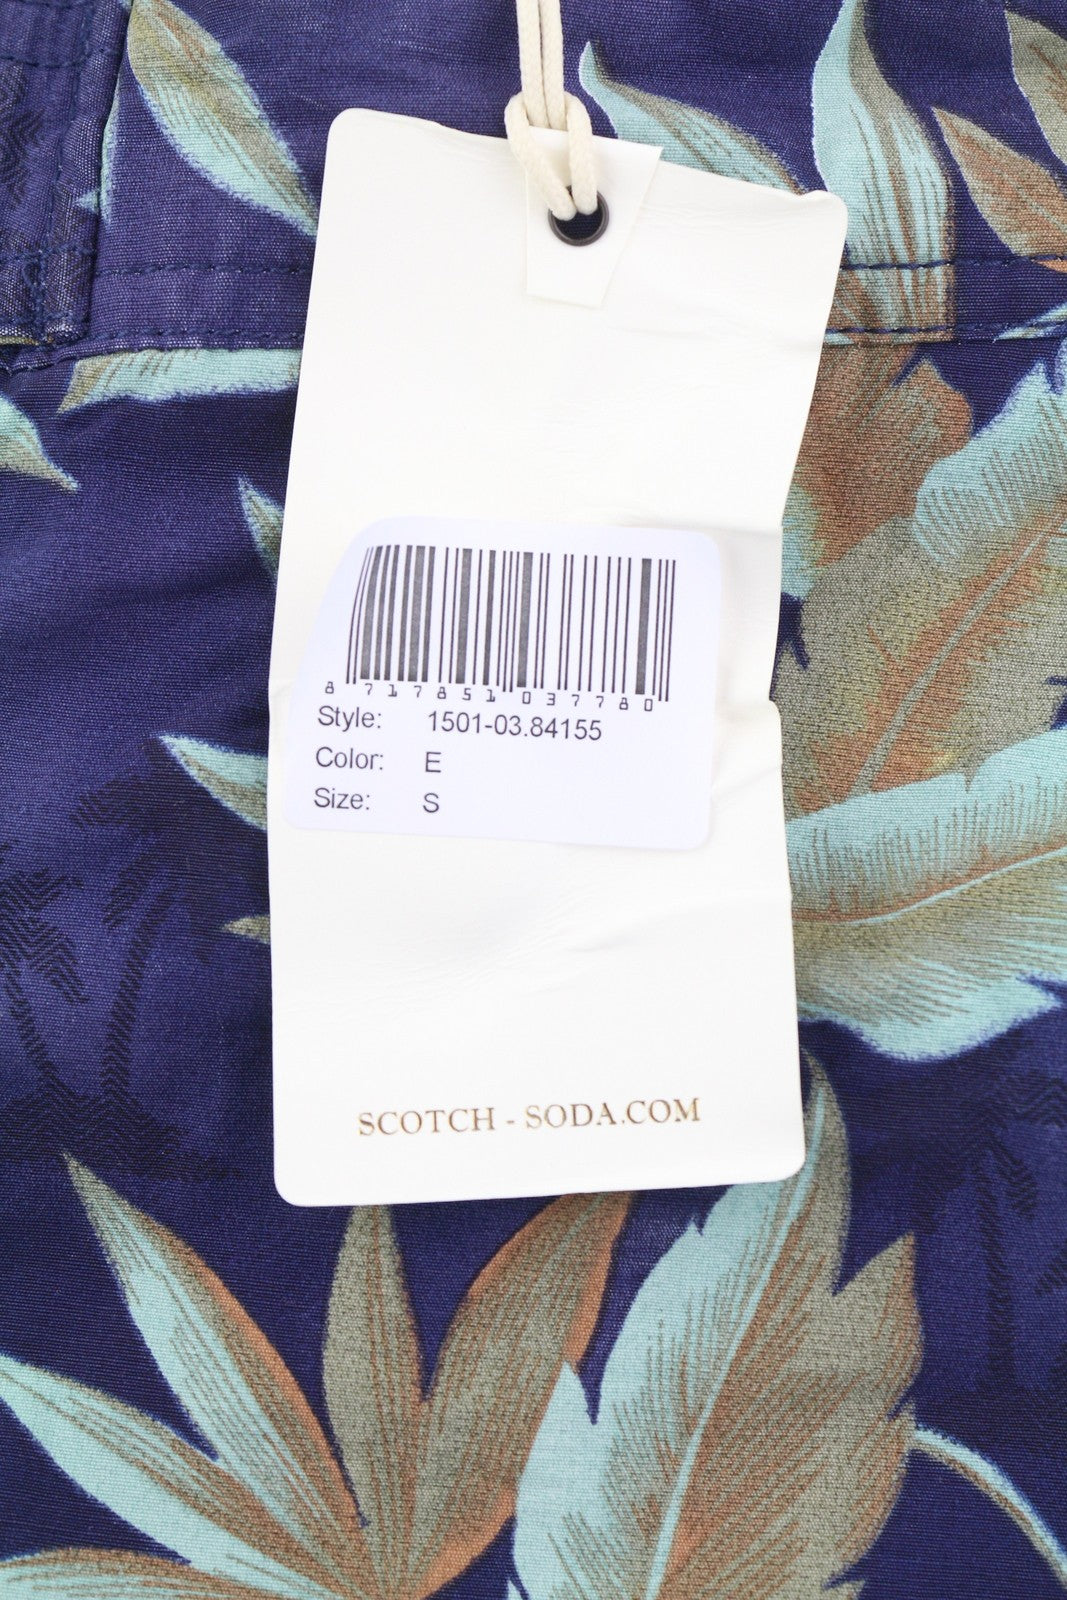 8 717851 037780
Style: 1501-03.84155
Color: E
Size: S
SCOTCH - SODA.COM